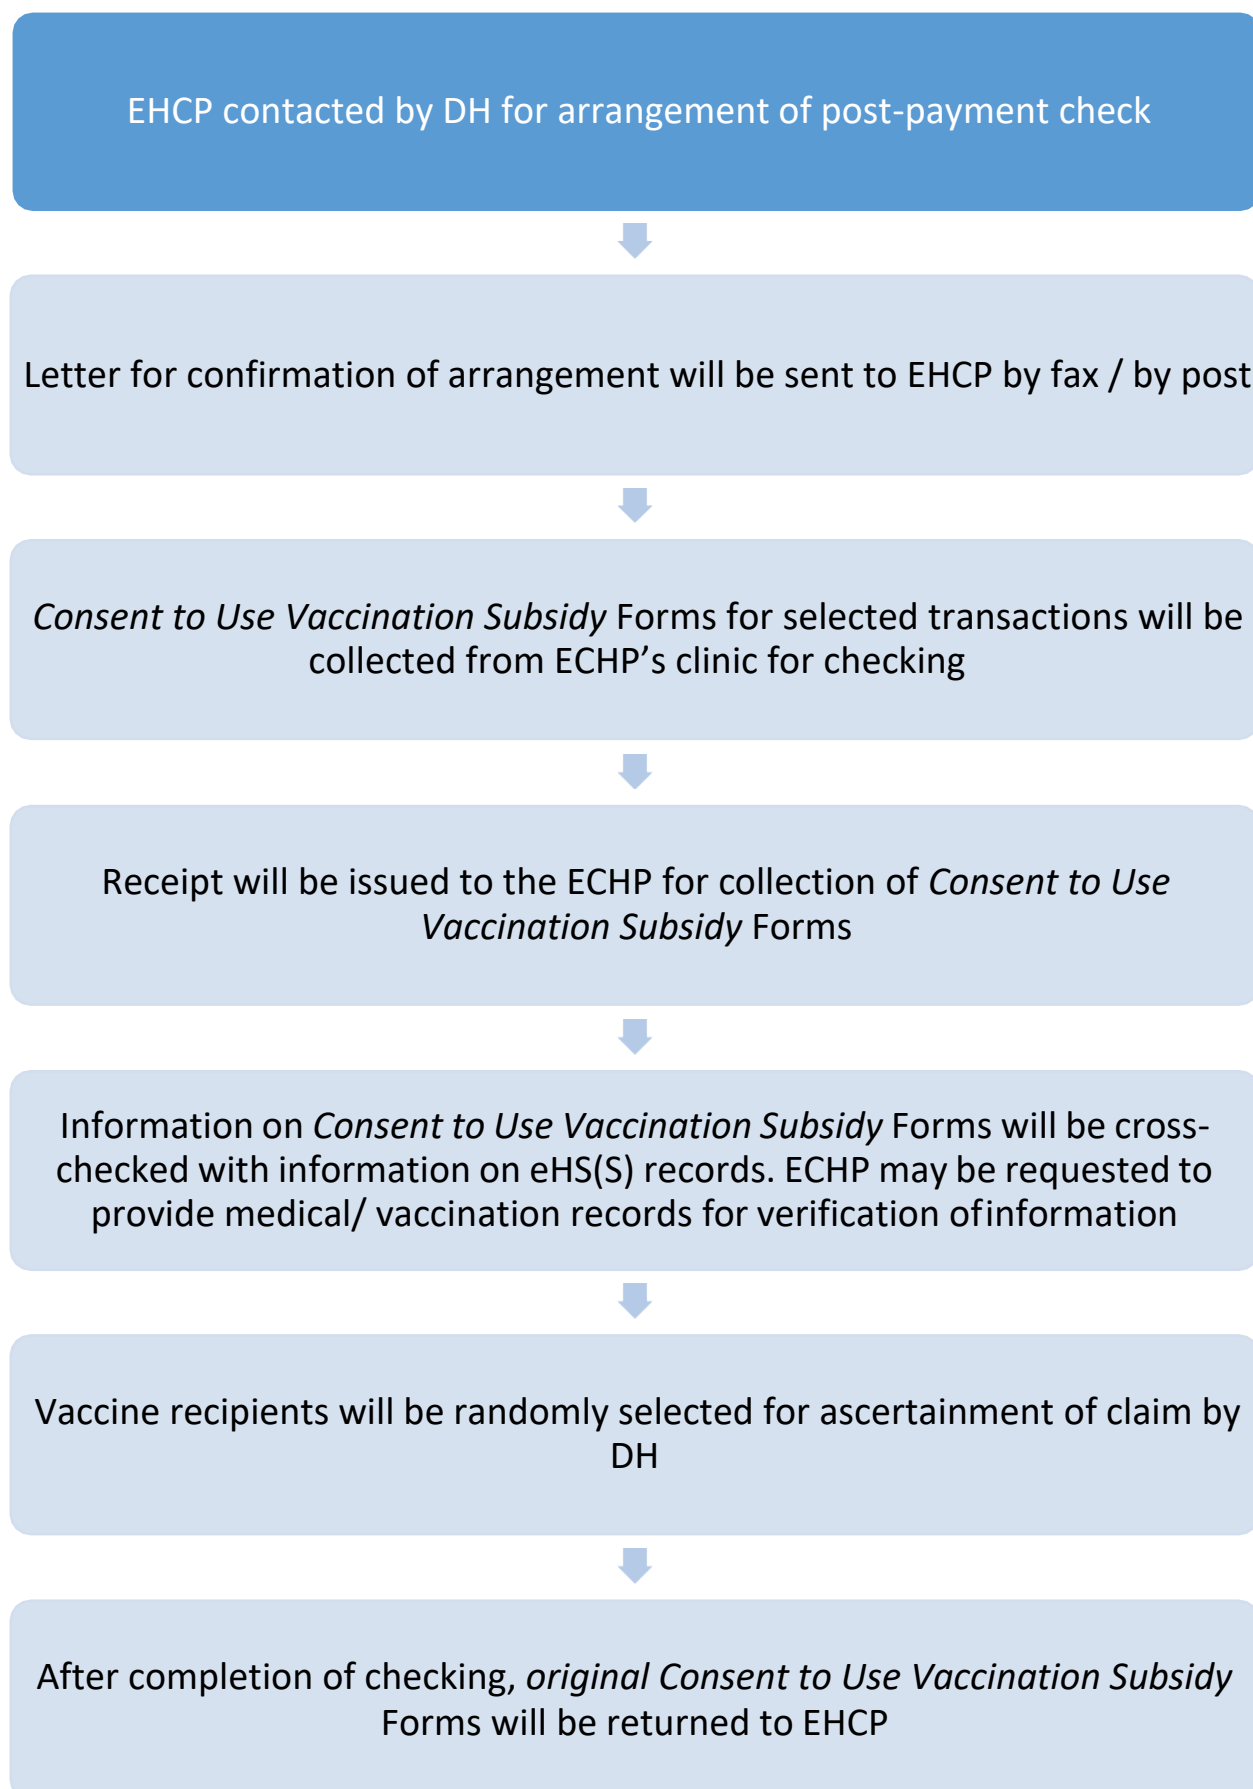 EHCP contacted by DH for arrangement of post-payment check
Letter for confirmation of arrangement will be sent to EHCP by fax / by post
Consent to Use Vaccination Subsidy Forms for selected transactions will be
collected from ECHP’s clinic for checking
Receipt will be issued to the ECHP for collection of Consent to Use
Vaccination Subsidy Forms
Information on Consent to Use Vaccination Subsidy Forms will be cross-
checked with information on eHS(S) records. ECHP may be requested to
provide medical/ vaccination records for verification ofinformation
Vaccine recipients will be randomly selected for ascertainment of claim by
DH
After completion of checking, original Consent to Use Vaccination Subsidy
Forms will be returned to EHCP